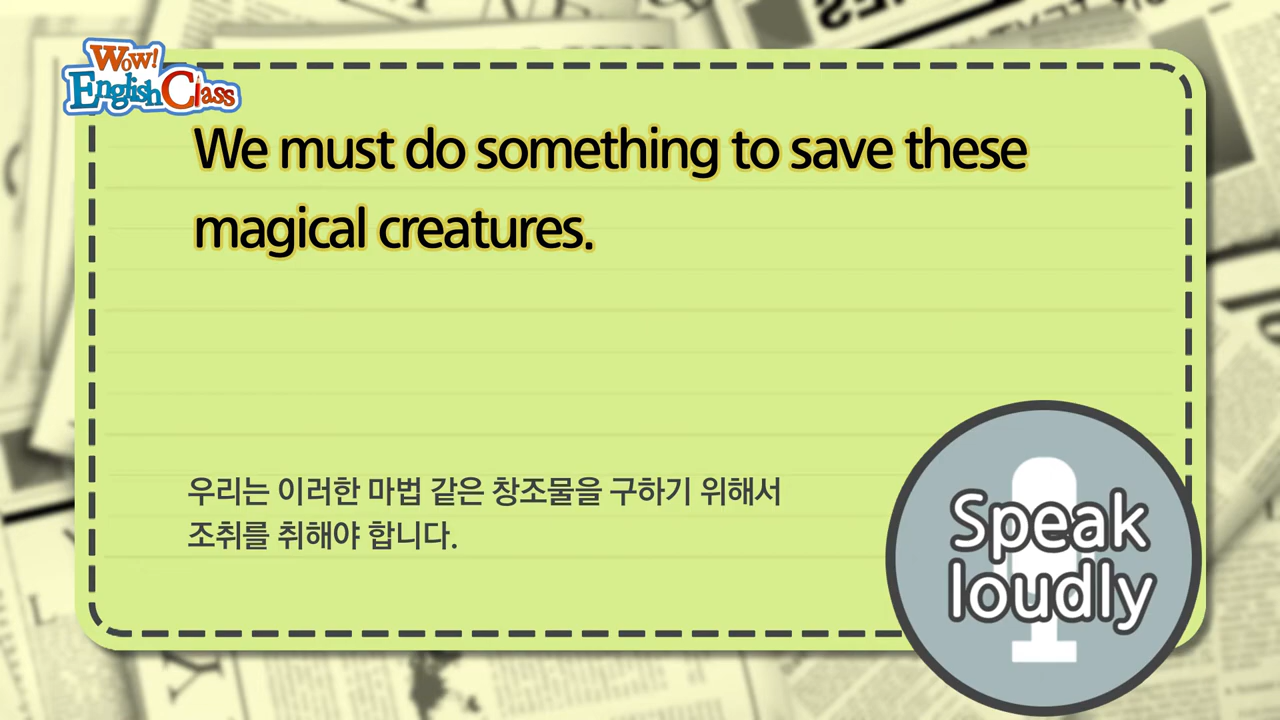 Wow!
English Class
We must do something to save these
magical creatures.
우리는 이러한 마법 같은 창조물을 구하기 위해서
조취를 취해야 합니다.
Speak
loudly